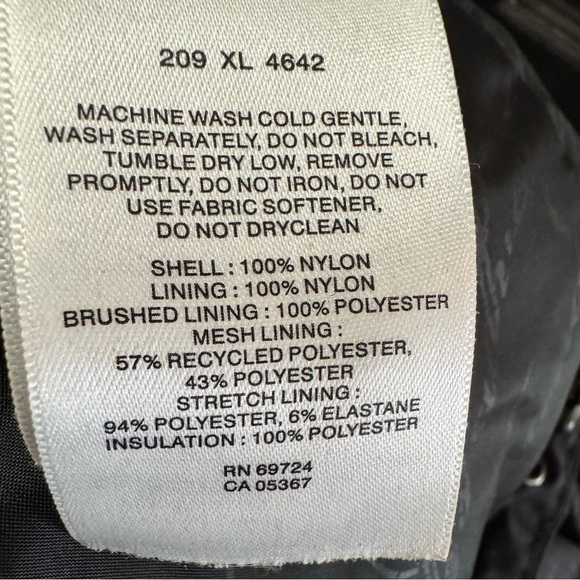 209 XL 4642
MACHINE WASH COLD GENTLE,
WASH SEPARATELY, DO NOT BLEACH,
TUMBLE DRY LOW, REMOVE
PROMPTLY, DO NOT IRON, DO NOT
USE FABRIC SOFTENER,
DO NOT DRYCLEAN
SHELL : 100% NYLON
LINING : 100% NYLON
BRUSHED LINING : 100% POLYESTER
MESH LINING :
57% RECYCLED POLYESTER,
43% POLYESTER
STRETCH LINING :
94% POLYESTER, 6% ELASTANE
INSULATION : 100% POLYESTER
RN 69724
CA 05367